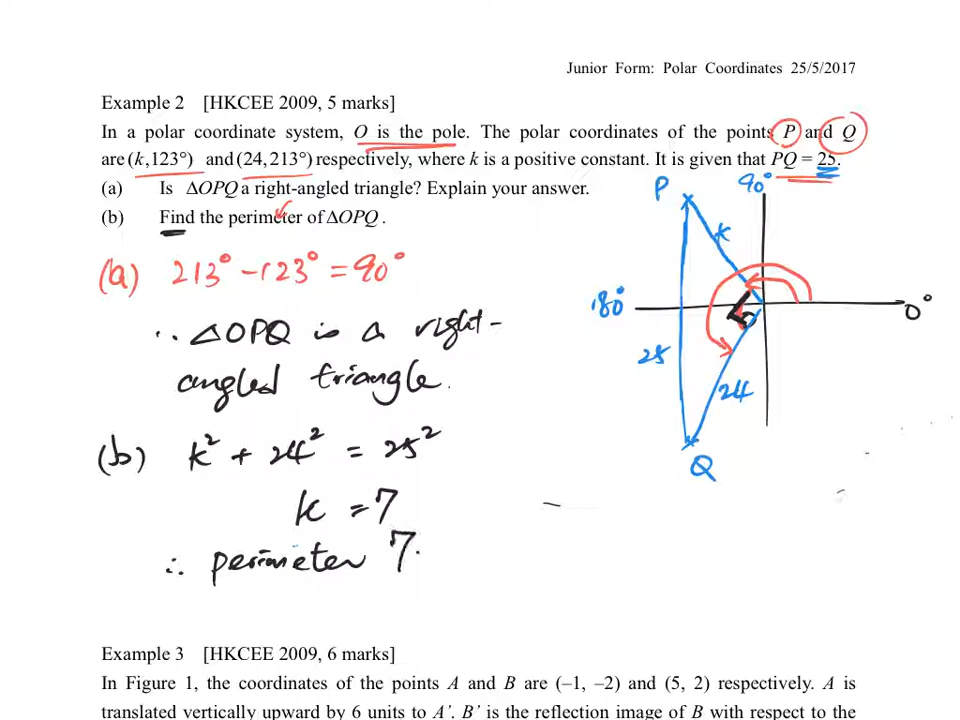 Junior Form: Polar Coordinates 25/5/2017
Example 2 [HKCEE 2009, 5 marks]
In a polar coordinate system, O is the pole. The polar coordinates of the points P and Q
are (k,123°) and (24,213°) respectively, where k is a positive constant. It is given that PQ = 25.
(a) Is ΔOPQ a right-angled triangle? Explain your answer.
(b) Find the perimeter of ΔOPQ.
P
90°
k
180°
0°
25
24
Q
(a) 213° - 123° = 90°
∴ △OPQ is a right-
angled triangle.
(b) k² + 24² = 25²
k = 7
∴ perimeter 7
Example 3 [HKCEE 2009, 6 marks]
In Figure 1, the coordinates of the points A and B are (–1, –2) and (5, 2) respectively. A is
translated vertically upward by 6 units to A'. B' is the reflection image of B with respect to the